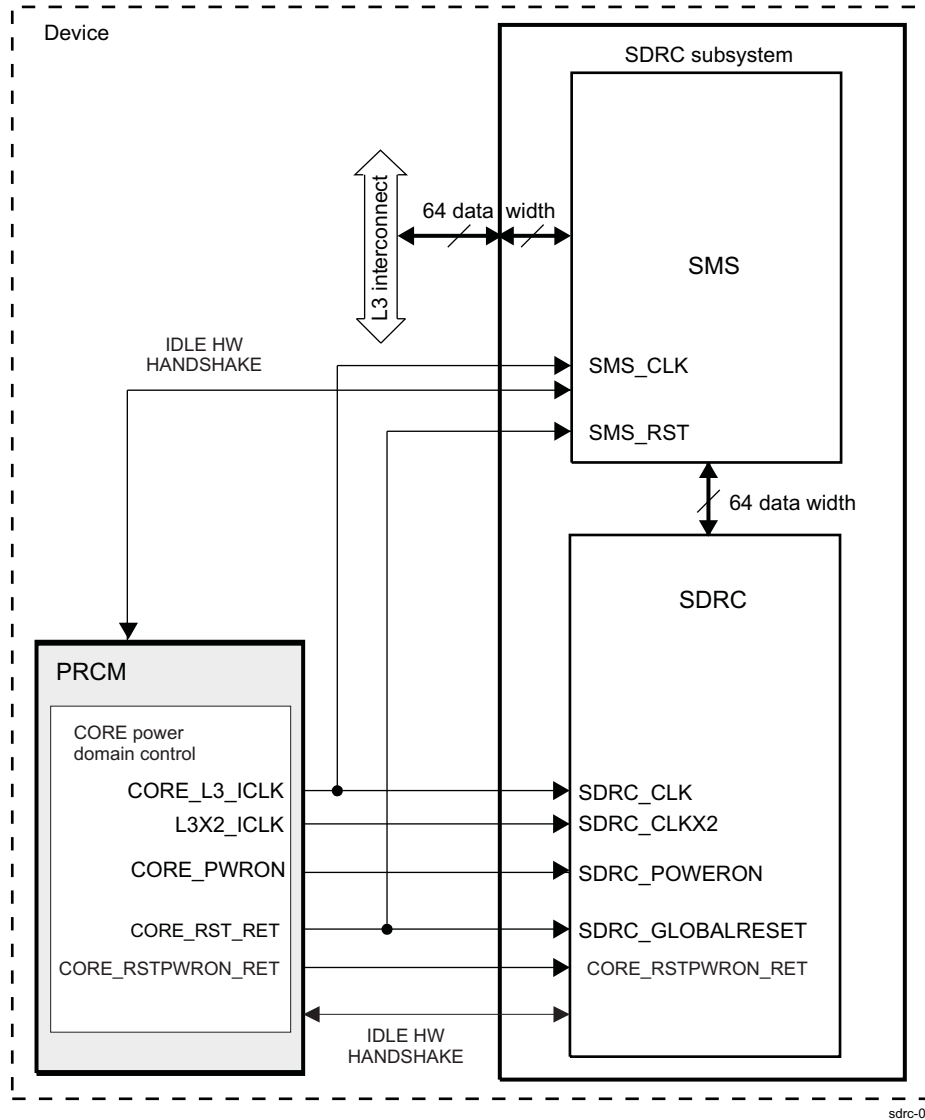 Device
SDRC subsystem
64 data width
L3 interconnect
SMS
IDLE HW
HANDSHAKE
SMS_CLK
SMS_RST
64 data width
SDRC
PRCM
CORE power
domain control
CORE_L3_ICLK
SDRC_CLK
L3X2_ICLK
SDRC_CLKX2
CORE_PWRON
SDRC_POWERON
CORE_RST_RET
SDRC_GLOBALRESET
CORE_RSTPWRON_RET
CORE_RSTPWRON_RET
IDLE HW
HANDSHAKE
sdrc-0